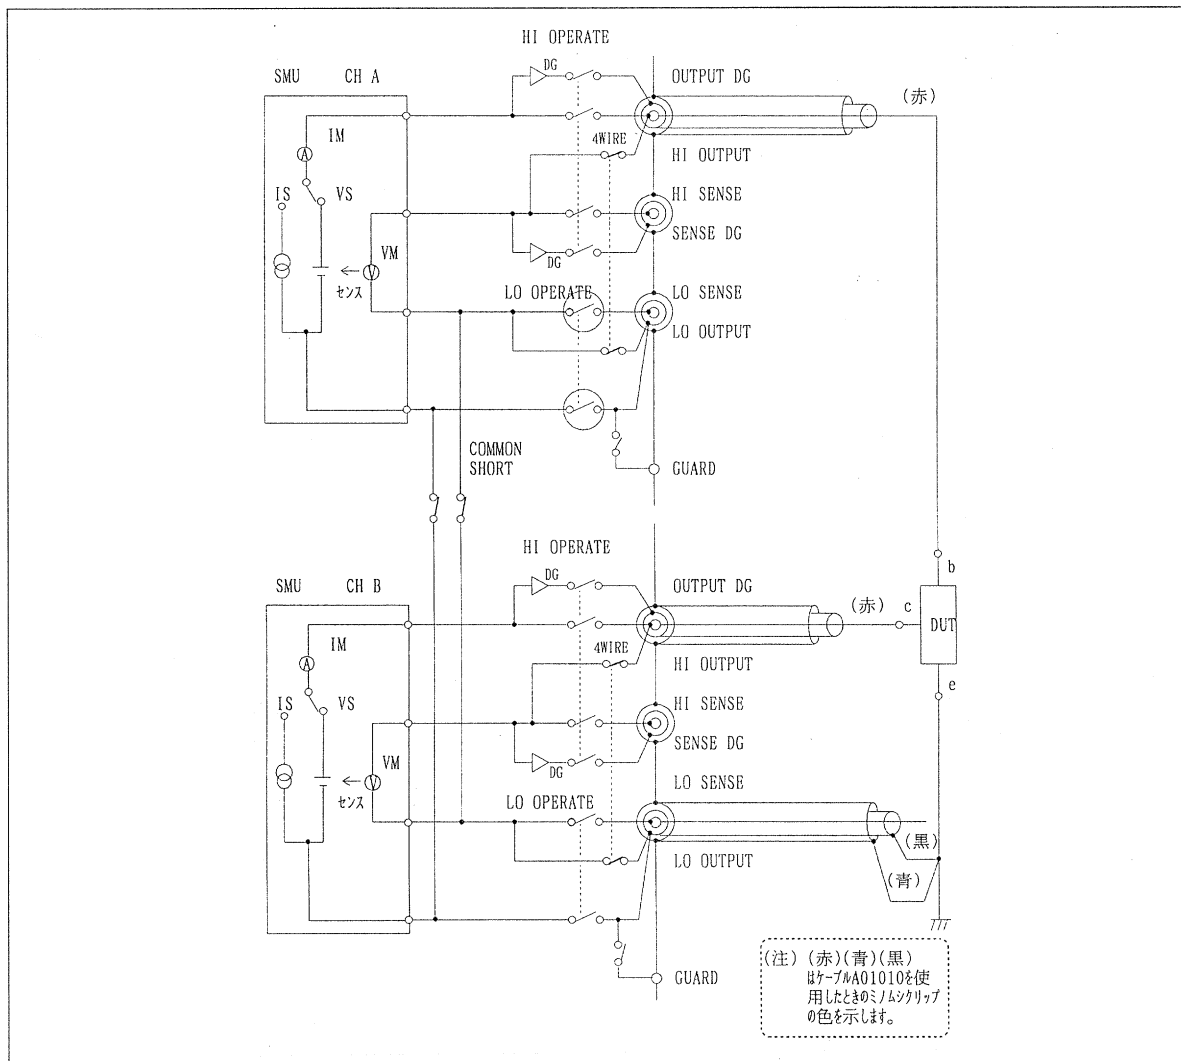 HI OPERATE
SMU CH A
DG
OUTPUT DG
(赤)
IM
4WIRE
HI OUTPUT
IS
VS
HI SENSE
A
VM
SENSE DG
V
DG
センス
LO OPERATE
LO SENSE
LO OUTPUT
COMMON
SHORT
GUARD
HI OPERATE
b
SMU CH B
DG
OUTPUT DG
(赤)
c
DUT
IM
4WIRE
HI OUTPUT
e
A
IS
VS
HI SENSE
VM
SENSE DG
V
DG
センス
LO SENSE
LO OPERATE
(黒)
LO OUTPUT
(青)
GUARD
(注) (赤)(青)(黒)
はケーブルA01010を使
用したときのミノムシクリップ
の色を示します。